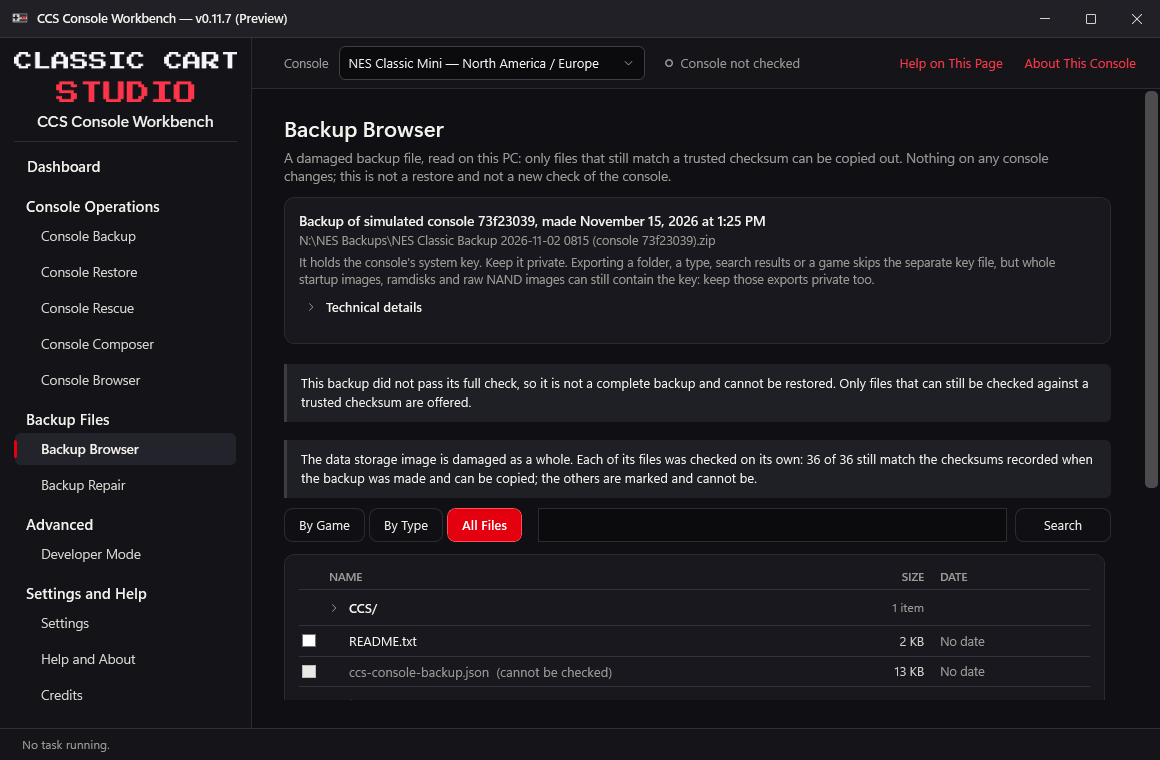 CCS Console Workbench — v0.11.7 (Preview)
CLASSIC CART
STUDIO
CCS Console Workbench
Dashboard
Console Operations
Console Backup
Console Restore
Console Rescue
Console Composer
Console Browser
Backup Files
Backup Browser
Backup Repair
Advanced
Developer Mode
Settings and Help
Settings
Help and About
Credits
Console
NES Classic Mini — North America / Europe
Console not checked
Help on This Page
About This Console
Backup Browser
A damaged backup file, read on this PC: only files that still match a trusted checksum can be copied out. Nothing on any console
changes; this is not a restore and not a new check of the console.
Backup of simulated console 73f23039, made November 15, 2026 at 1:25 PM
N:\NES Backups\NES Classic Backup 2026-11-02 0815 (console 73f23039).zip
It holds the console's system key. Keep it private. Exporting a folder, a type, search results or a game skips the separate key file, but whole
startup images, ramdisks and raw NAND images can still contain the key: keep those exports private too.
Technical details
This backup did not pass its full check, so it is not a complete backup and cannot be restored. Only files that can still be checked against a
trusted checksum are offered.
The data storage image is damaged as a whole. Each of its files was checked on its own: 36 of 36 still match the checksums recorded when
the backup was made and can be copied; the others are marked and cannot be.
By Game
By Type
All Files
Search
NAME SIZE DATE
CCS/ 1 item
README.txt 2 KB No date
ccs-console-backup.json (cannot be checked) 13 KB No date
No task running.